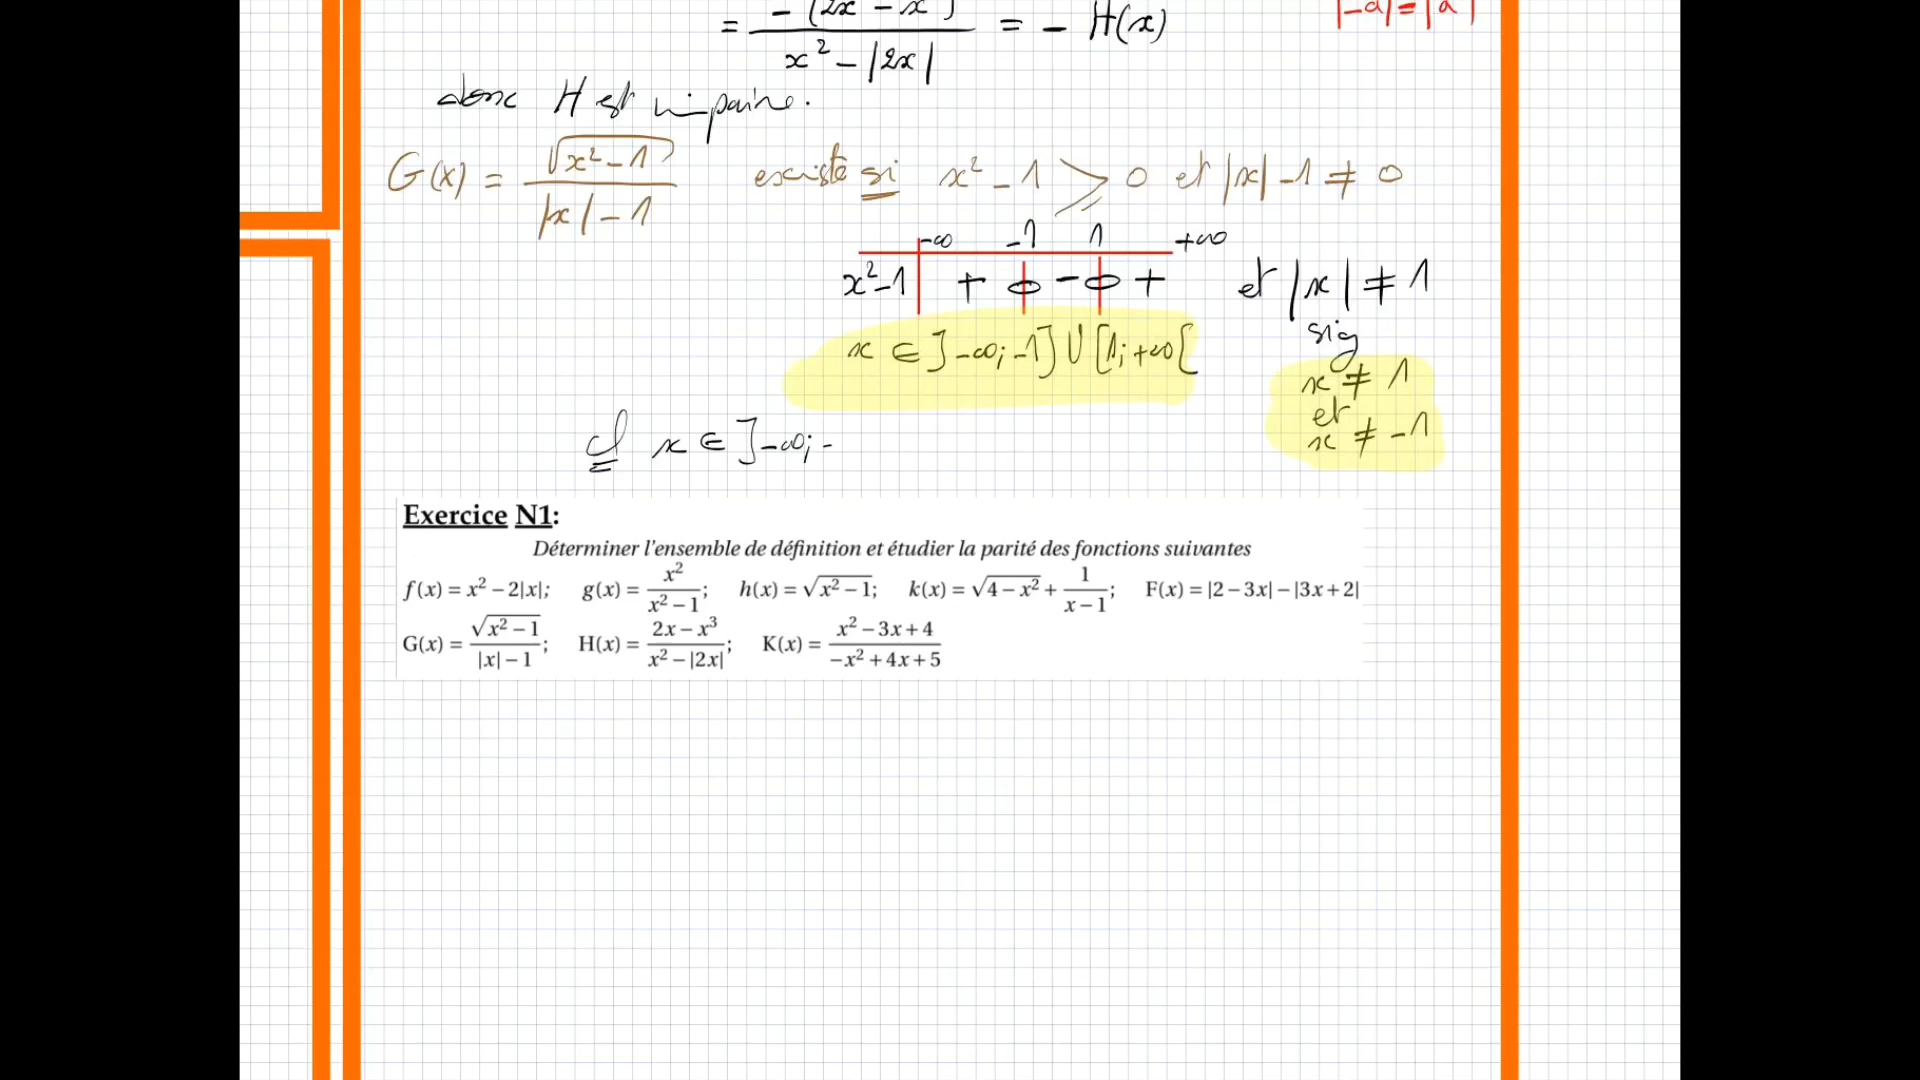 = -(2x - x³) / (x² - |2x|) = - H(x)
|-a| = |a|
donc H est impaire.
G(x) = √(x²-1) / (|x| - 1) existe si x² - 1 ⩾ 0 et |x| - 1 ≠ 0
-∞ -1 1 +∞
x²-1 + 0 - 0 + et |x| ≠ 1
sig
x ∈ ]-∞; -1] ∪ [1; +∞[
x ≠ 1
et
x ≠ -1
cl x ∈ ]-∞; -
Exercice N1:
Déterminer l'ensemble de définition et étudier la parité des fonctions suivantes
f(x) = x² − 2|x|; g(x) = x² / (x² − 1); h(x) = √(x² − 1); k(x) = √(4 − x²) + 1 / (x − 1); F(x) = |2 − 3x| − |3x + 2|
G(x) = √(x² − 1) / (|x| − 1); H(x) = (2x − x³) / (x² − |2x|); K(x) = (x² − 3x + 4) / (−x² + 4x + 5)